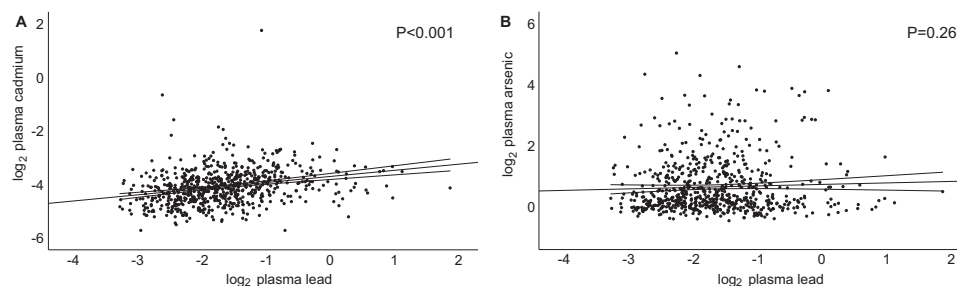 A
P<0.001
log2 plasma cadmium
2
0
-2
-4
-6
-4 -3 -2 -1 0 1 2
log2 plasma lead
B
P=0.26
log2 plasma arsenic
6
4
2
0
-4 -3 -2 -1 0 1 2
log2 plasma lead